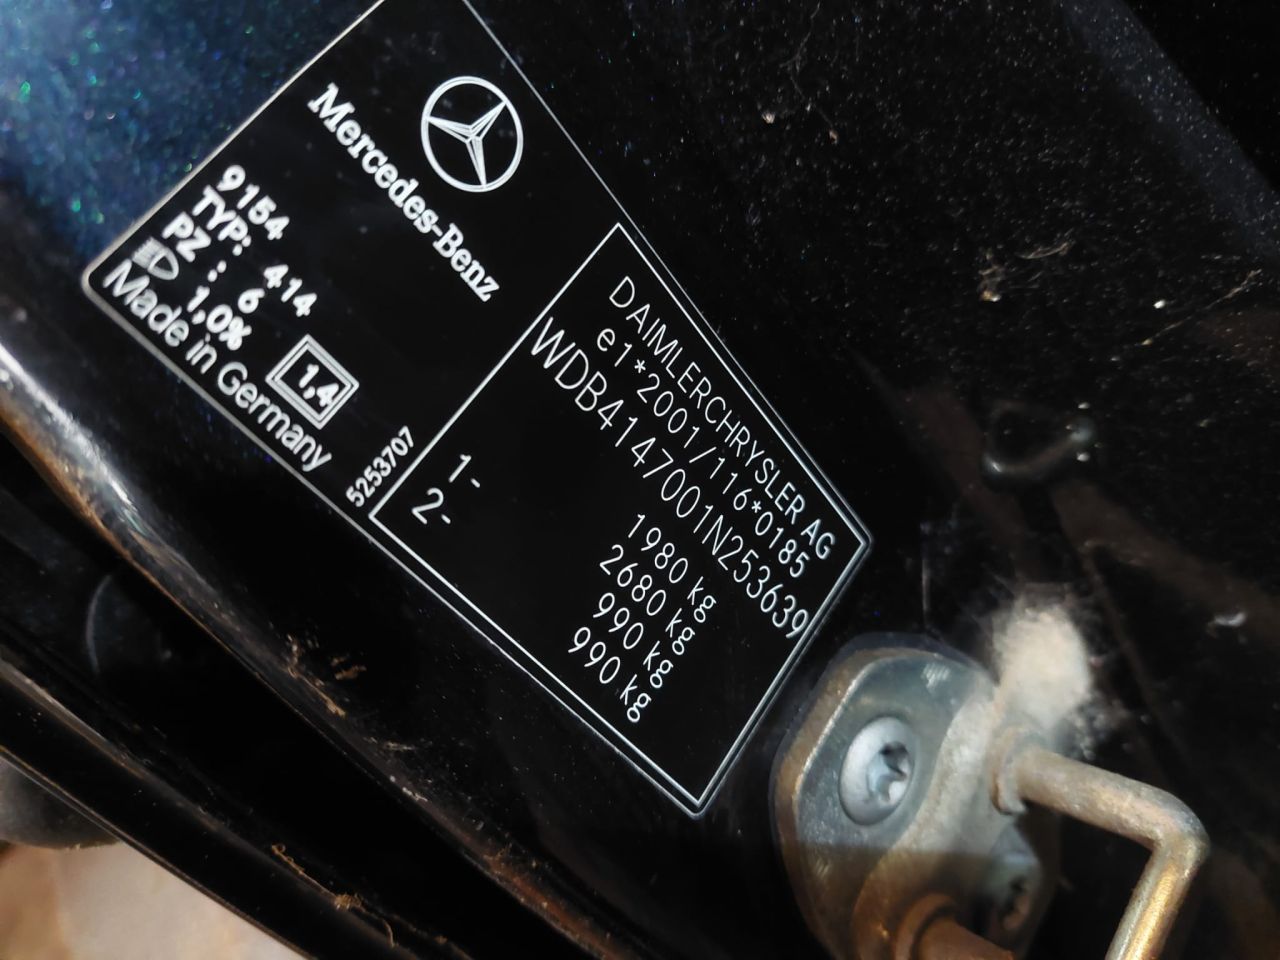 Mercedes-Benz
9154
TYP: 414
PZ : 6
1,0%
1,4
Made in Germany
5253707
DAIMLERCHRYSLER AG
e1*2001/116*0185
WDB4147001N253639
1980 kg
2680 kg
1- 990 kg
2- 990 kg